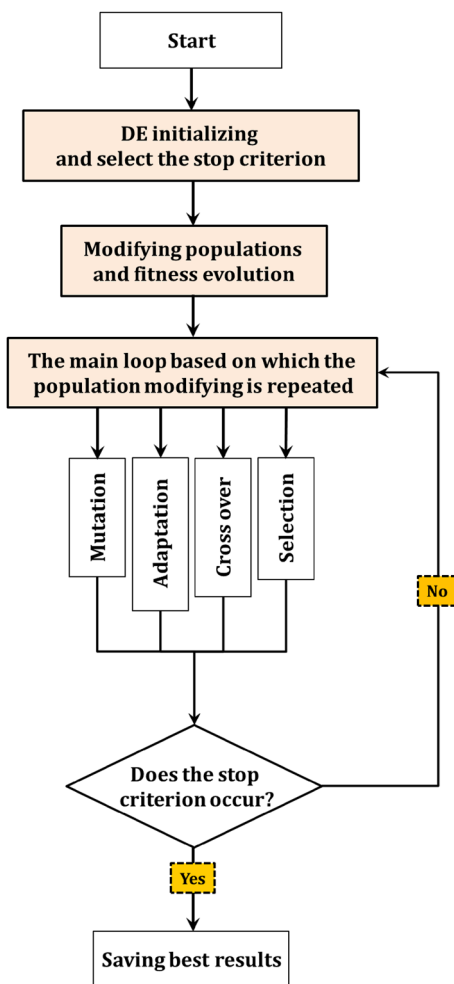 Start
DE initializing
and select the stop criterion
Modifying populations
and fitness evolution
The main loop based on which the
population modifying is repeated
Mutation
Adaptation
Cross over
Selection
No
Does the stop
criterion occur?
Yes
Saving best results